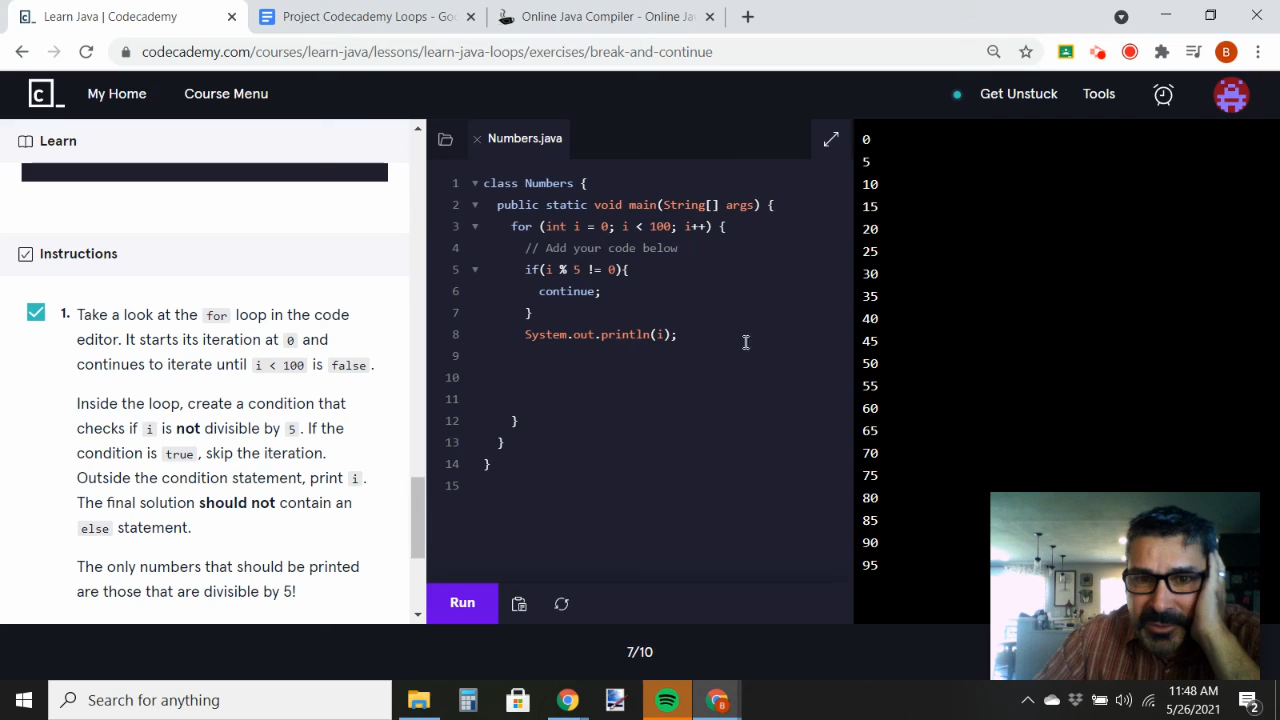 Learn Java | Codecademy
Project Codecademy Loops - Goo
Online Java Compiler - Online Jav
codecademy.com/courses/learn-java/lessons/learn-java-loops/exercises/break-and-continue
B
C_
My Home
Course Menu
Get Unstuck
Tools
Learn
Instructions
1. Take a look at the for loop in the code
editor. It starts its iteration at 0 and
continues to iterate until i < 100 is false .
Inside the loop, create a condition that
checks if i is not divisible by 5 . If the
condition is true , skip the iteration.
Outside the condition statement, print i .
The final solution should not contain an
else statement.
The only numbers that should be printed
are those that are divisible by 5!
Numbers.java
1 class Numbers {
2 public static void main(String[] args) {
3 for (int i = 0; i < 100; i++) {
4 // Add your code below
5 if(i % 5 != 0){
6 continue;
7 }
8 System.out.println(i);
9
10
11
12 }
13 }
14 }
15
Run
0
5
10
15
20
25
30
35
40
45
50
55
60
65
70
75
80
85
90
95
7/10
Search for anything
11:48 AM
5/26/2021
2